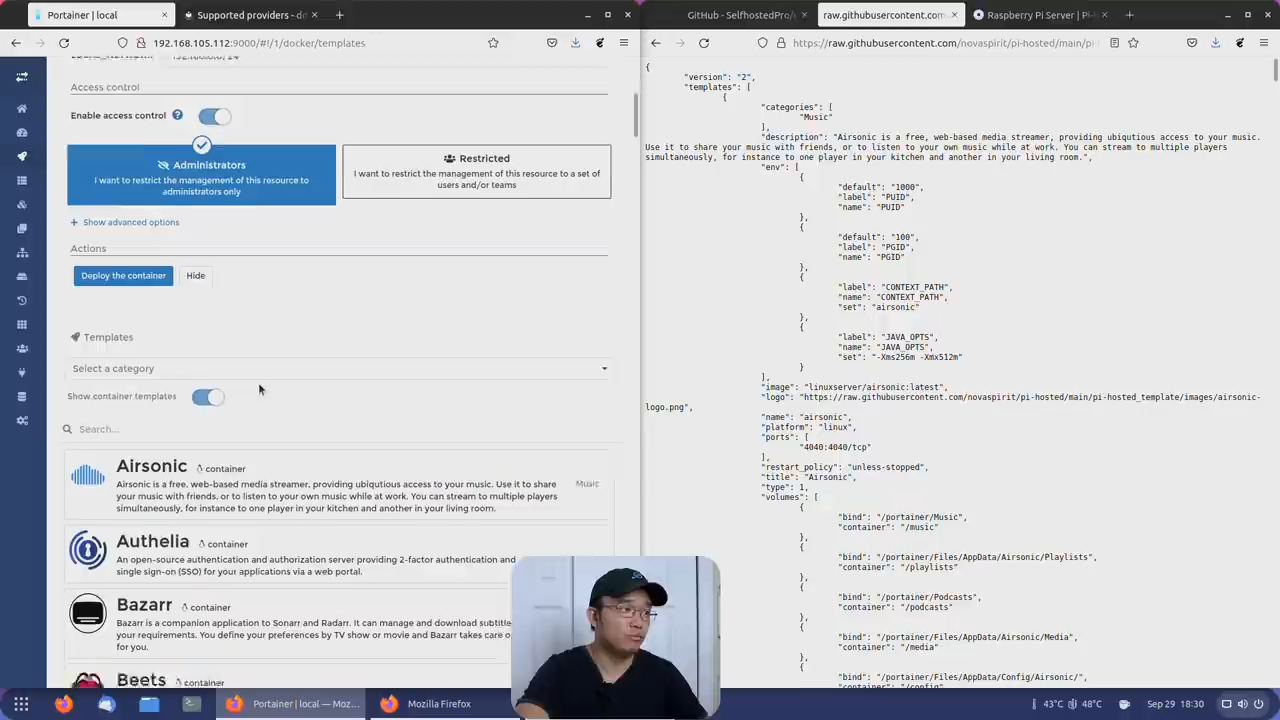 Portainer | local
Supported providers - d
GitHub - SelfhostedPro/
raw.githubusercontent.com
Raspberry Pi Server | Pi-
192.168.105.112:9000/#!/1/docker/templates
https://raw.githubusercontent.com/novaspirit/pi-hosted/main/pi
Access control
Enable access control
Administrators
I want to restrict the management of this resource to
administrators only
Restricted
I want to restrict the management of this resource to a set of
users and/or teams
Show advanced options
Actions
Deploy the container
Hide
Templates
Select a category
Show container templates
Search...
Airsonic container
Airsonic is a free, web-based media streamer, providing ubiquitous access to your music. Use it to share
your music with friends, or to listen to your own music while at work. You can stream to multiple players
simultaneously, for instance to one player in your kitchen and another in your living room.
Music
Authelia container
An open-source authentication and authorization server providing 2-factor authentication and
single sign-on (SSO) for your applications via a web portal.
Bazarr container
Bazarr is a companion application to Sonarr and Radarr. It can manage and download subtitles
your requirements. You define your preferences by TV show or movie and Bazarr takes care o
for you.
Beets container
{
"version": "2",
"templates": [
{
"categories": [
"Music"
],
"description": "Airsonic is a free, web-based media streamer, providing ubiqutious access to your music.
Use it to share your music with friends, or to listen to your own music while at work. You can stream to multiple players
simultaneously, for instance to one player in your kitchen and another in your living room.",
"env": [
{
"default": "1000",
"label": "PUID",
"name": "PUID"
},
{
"default": "100",
"label": "PGID",
"name": "PGID"
},
{
"label": "CONTEXT_PATH",
"name": "CONTEXT_PATH",
"set": "airsonic"
},
{
"label": "JAVA_OPTS",
"name": "JAVA_OPTS",
"set": "-Xms256m -Xmx512m"
}
],
"image": "linuxserver/airsonic:latest",
"logo": "https://raw.githubusercontent.com/novaspirit/pi-hosted/main/pi-hosted_template/images/airsonic-
logo.png",
"name": "airsonic",
"platform": "linux",
"ports": [
"4040:4040/tcp"
],
"restart_policy": "unless-stopped",
"title": "Airsonic",
"type": 1,
"volumes": [
{
"bind": "/portainer/Music",
"container": "/music"
},
{
"bind": "/portainer/Files/AppData/Airsonic/Playlists",
"container": "/playlists"
},
{
"bind": "/portainer/Podcasts",
"container": "/podcasts"
},
{
"bind": "/portainer/Files/AppData/Airsonic/Media",
"container": "/media"
},
{
"bind": "/portainer/Files/AppData/Config/Airsonic/",
"container": "/config"
Portainer | local — Moz...
Mozilla Firefox
43°C
48°C
Sep 29 18:30